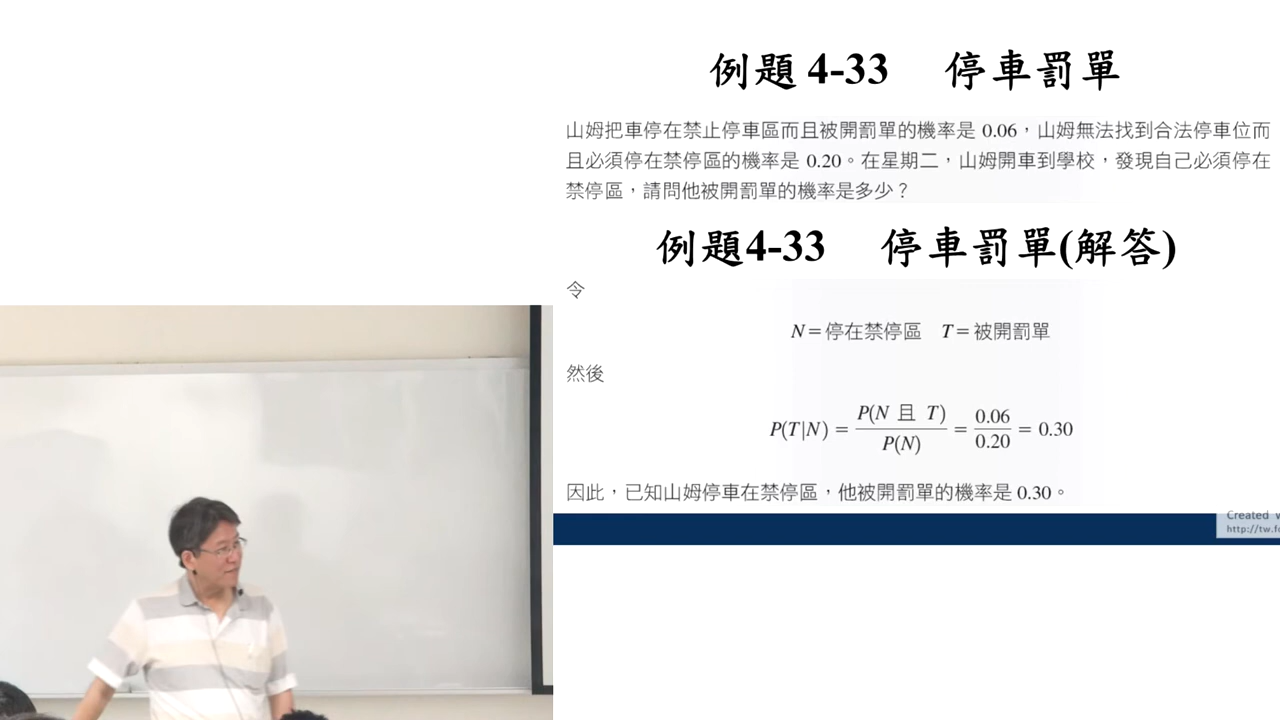 例題 4-33 停車罰單
山姆把車停在禁止停車區而且被開罰單的機率是 0.06，山姆無法找到合法停車位而
且必須停在禁停區的機率是 0.20。在星期二，山姆開車到學校，發現自己必須停在
禁停區，請問他被開罰單的機率是多少？
例題4-33 停車罰單(解答)
令
N＝停在禁停區 T＝被開罰單
然後
P(T|N) = P(N 且 T) / P(N) = 0.06 / 0.20 = 0.30
因此，已知山姆停車在禁停區，他被開罰單的機率是 0.30。
Created
http://tw.f